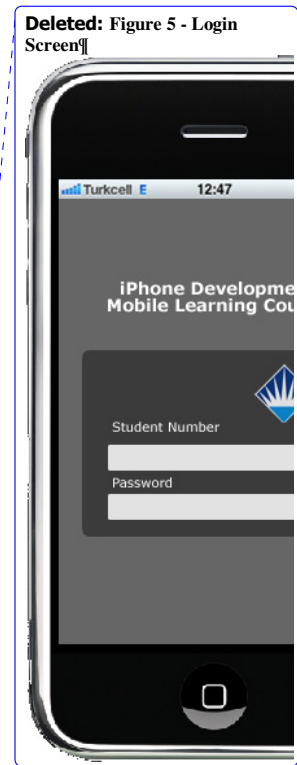 Deleted: Figure 5 - Login
Screen¶
Turkcell E 12:47
iPhone Developme
Mobile Learning Cou
Student Number
Password